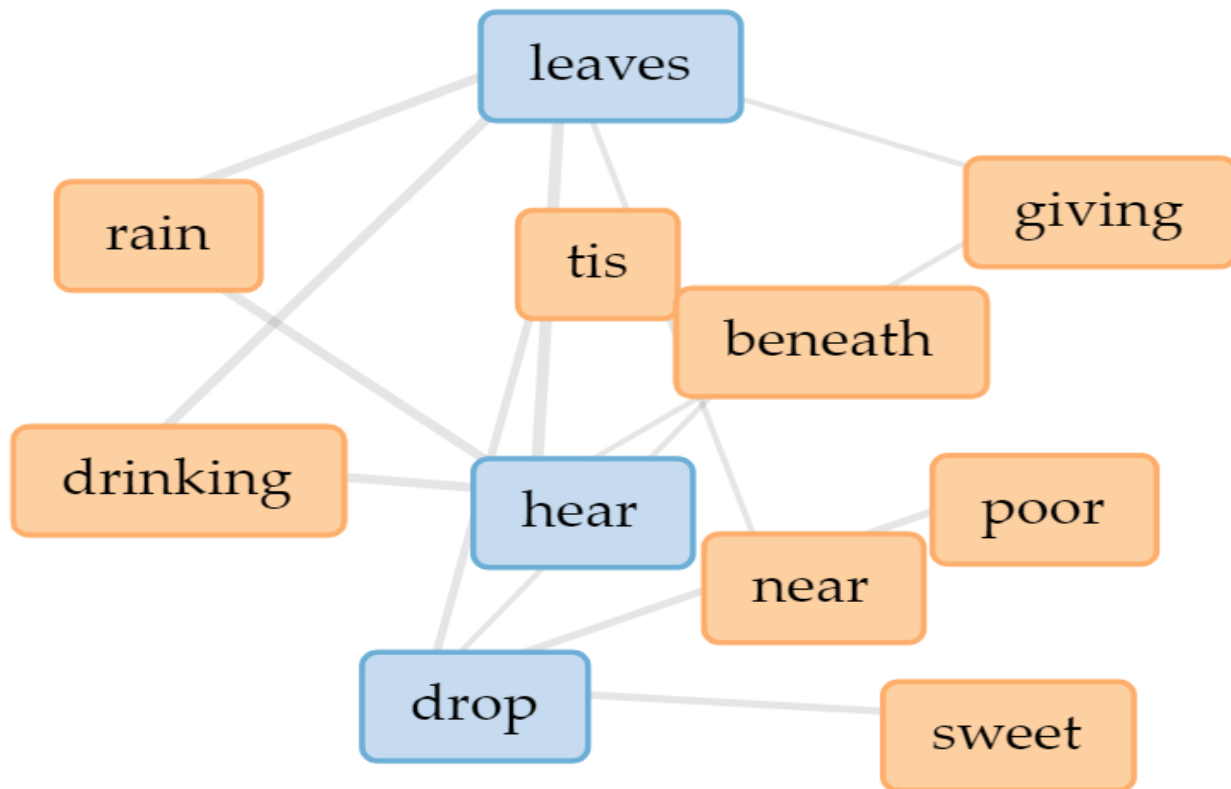 leaves
rain
giving
tis
beneath
drinking
hear
poor
near
drop
sweet